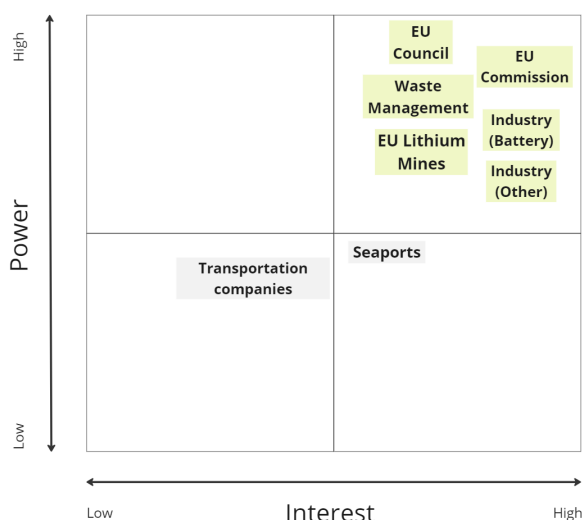 High
EU
Council
EU
Commission
Waste
Management
Industry
(Battery)
EU Lithium
Mines
Industry
(Other)
Power
Seaports
Transportation
companies
Low
Low
Interest
High